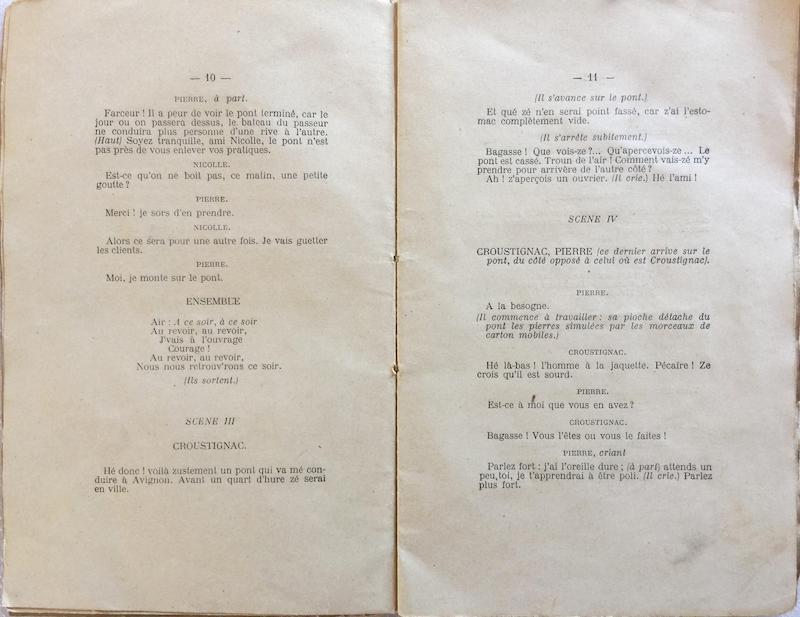 — 10 —
PIERRE, à part.
Farceur ! Il a peur de voir le pont terminé, car le
jour ou on passera dessus, le bateau du passeur
ne conduira plus personne d'une rive à l'autre.
(Haut) Soyez tranquille, ami Nicolle, le pont n'est
pas près de vous enlever vos pratiques.
NICOLLE.
Est-ce qu'on ne boit pas, ce matin, une petite
goutte ?
PIERRE.
Merci ! je sors d'en prendre.
NICOLLE.
Alors ce sera pour une autre fois. Je vais guetter
les clients.
PIERRE.
Moi, je monte sur le pont.
ENSEMBLE
Air : A ce soir, à ce soir
Au revoir, au revoir,
J'vais à l'ouvrage
Courage !
Au revoir, au revoir,
Nous nous retrouv'rons ce soir.
(Ils sortent.)
SCENE III
CROUSTIGNAC.
Hé donc ! voilà zustement un pont qui va mé con-
duire à Avignon. Avant un quart d'hure zé serai
en ville.
— 11 —
(Il s'avance sur le pont.)
Et qué zé n'en serai point fassé, car z'ai l'esto-
mac complètement vide.
(Il s'arrête subitement.)
Bagasse !... Que vois-ze ?... Qu'apercevois-ze ... Le
pont est cassé. Troun de l'air ! Comment vais-zé m'y
prendre pour arrivère de l'autre côté ?
Ah ! z'aperçois un ouvrier. (Il crie.) Hé l'ami !
SCENE IV
CROUSTIGNAC, PIERRE (ce dernier arrive sur le
pont, du côté opposé à celui où est Croustignac).
PIERRE.
A la besogne.
(Il commence à travailler : sa pioche détache du
pont les pierres simulées par les morceaux de
carton mobiles.)
CROUSTIGNAC.
Hé là-bas ! l'homme à la jaquette. Pécaïre ! Ze
crois qu'il est sourd.
PIERRE.
Est-ce à moi que vous en avez ?
CROUSTIGNAC.
Bagasse ! Vous l'êtes ou vous le faites !
PIERRE, criant
Parlez fort : j'ai l'oreille dure ; (à part) attends un
peu, toi, je t'apprendrai à être poli. (Il crie.) Parlez
plus fort.